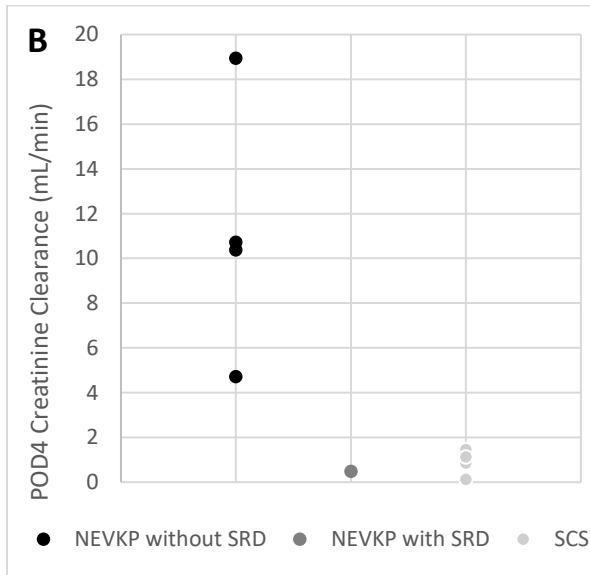 B
POD4 Creatinine Clearance (mL/min)
20
18
16
14
12
10
8
6
4
2
0
NEVKP without SRD
NEVKP with SRD
SCS